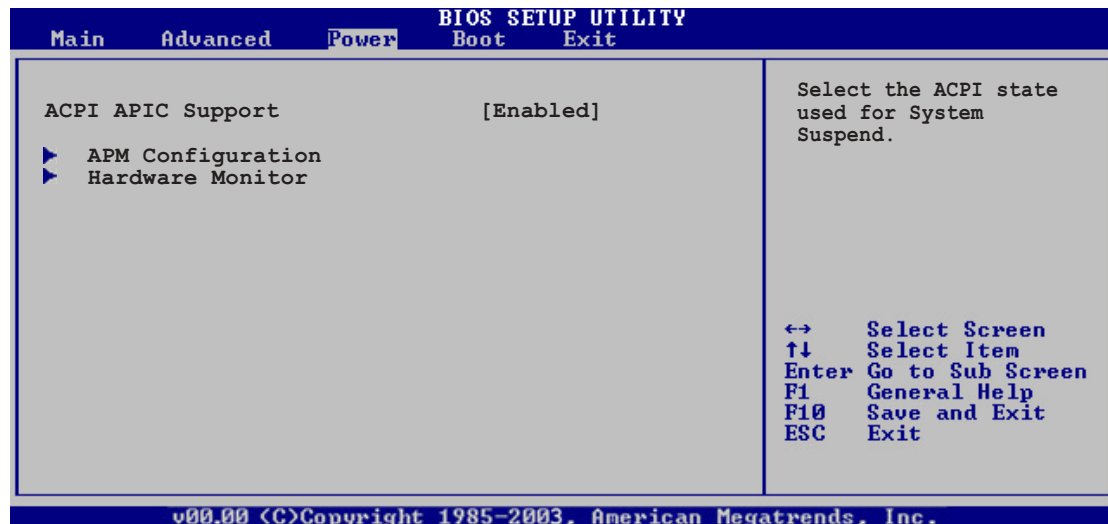 BIOS SETUP UTILITY
Main Advanced Power Boot Exit
ACPI APIC Support [Enabled]
APM Configuration
Hardware Monitor
Select the ACPI state
used for System
Suspend.
←→ Select Screen
↑↓ Select Item
Enter Go to Sub Screen
F1 General Help
F10 Save and Exit
ESC Exit
v00.00 (C)Copyright 1985-2003, American Megatrends, Inc.